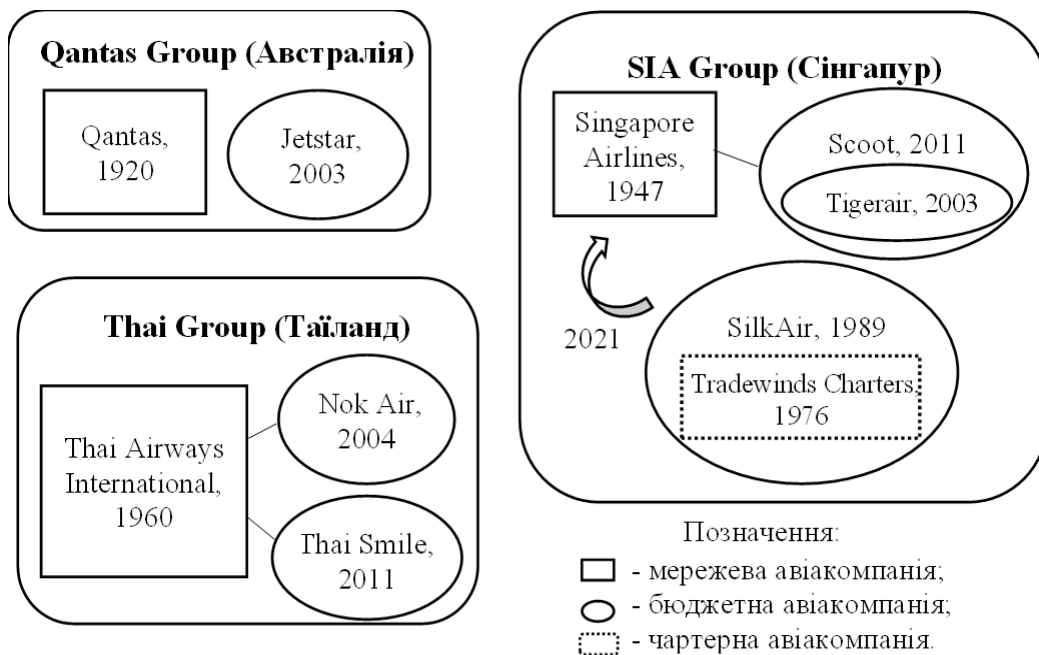 Qantas Group (Австралія)
Qantas,
1920
Jetstar,
2003
SIA Group (Сінгапур)
Singapore
Airlines,
1947
Scoot, 2011
Tigerair, 2003
2021
SilkAir, 1989
Tradewinds Charters,
1976
Thai Group (Таїланд)
Thai Airways
International,
1960
Nok Air,
2004
Thai Smile,
2011
Позначення:
- мережева авіакомпанія;
- бюджетна авіакомпанія;
- чартерна авіакомпанія.